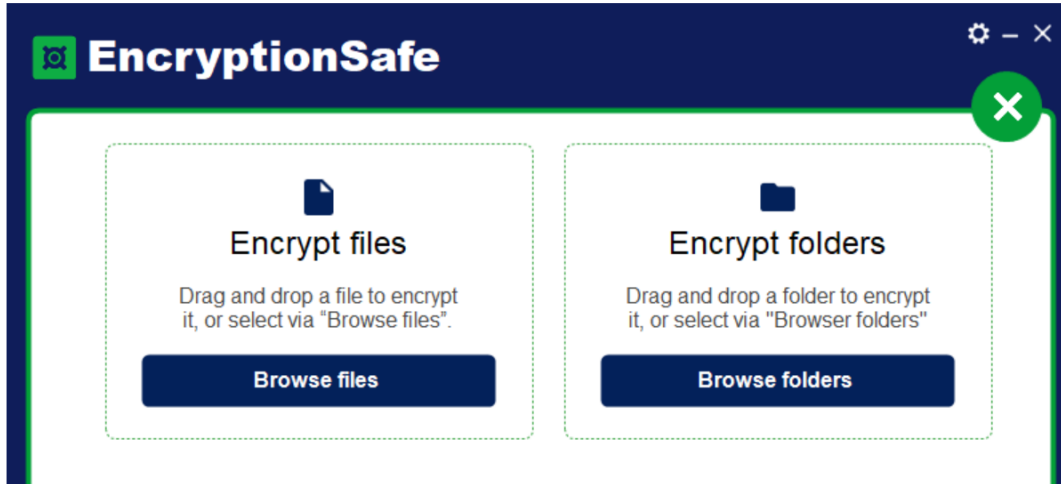 EncryptionSafe
Encrypt files
Drag and drop a file to encrypt
it, or select via “Browse files”.
Browse files
Encrypt folders
Drag and drop a folder to encrypt
it, or select via "Browser folders"
Browse folders